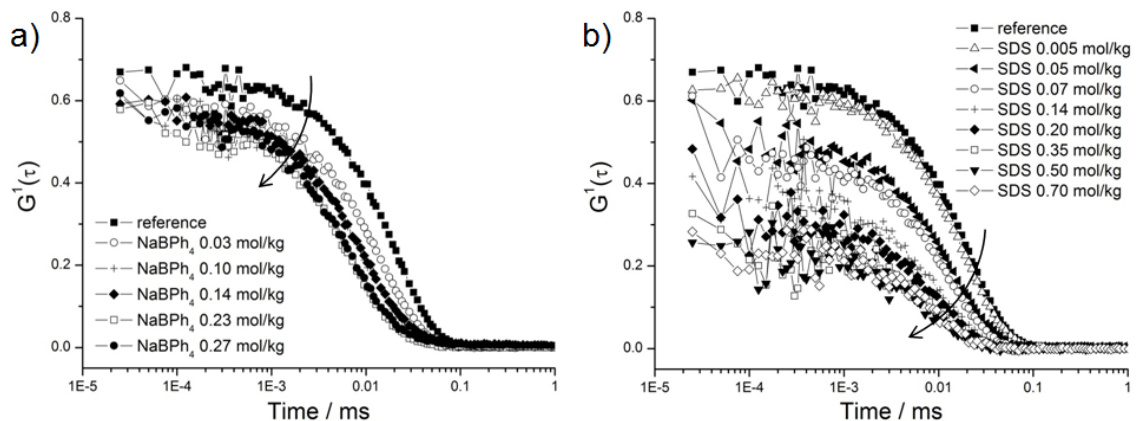 a)
0.8
0.6
0.4
0.2
0.0
G¹(τ)
reference
NaBPh₄ 0.03 mol/kg
NaBPh₄ 0.10 mol/kg
NaBPh₄ 0.14 mol/kg
NaBPh₄ 0.23 mol/kg
NaBPh₄ 0.27 mol/kg
1E-5 1E-4 1E-3 0.01 0.1 1
Time / ms
b)
0.8
0.6
0.4
0.2
0.0
G¹(τ)
reference
SDS 0.005 mol/kg
SDS 0.05 mol/kg
SDS 0.07 mol/kg
SDS 0.14 mol/kg
SDS 0.20 mol/kg
SDS 0.35 mol/kg
SDS 0.50 mol/kg
SDS 0.70 mol/kg
1E-5 1E-4 1E-3 0.01 0.1 1
Time / ms